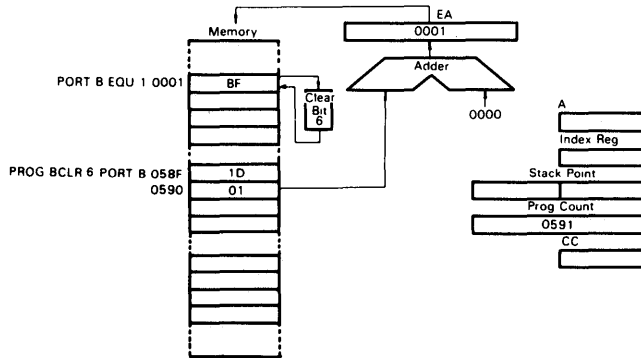 EA
Memory
0001
Adder
PORT B EQU 1 0001
BF
Clear
Bit
6
0000
A
Index Reg
PROG BCLR 6 PORT B 058F
1D
Stack Point
0590
01
Prog Count
0591
CC